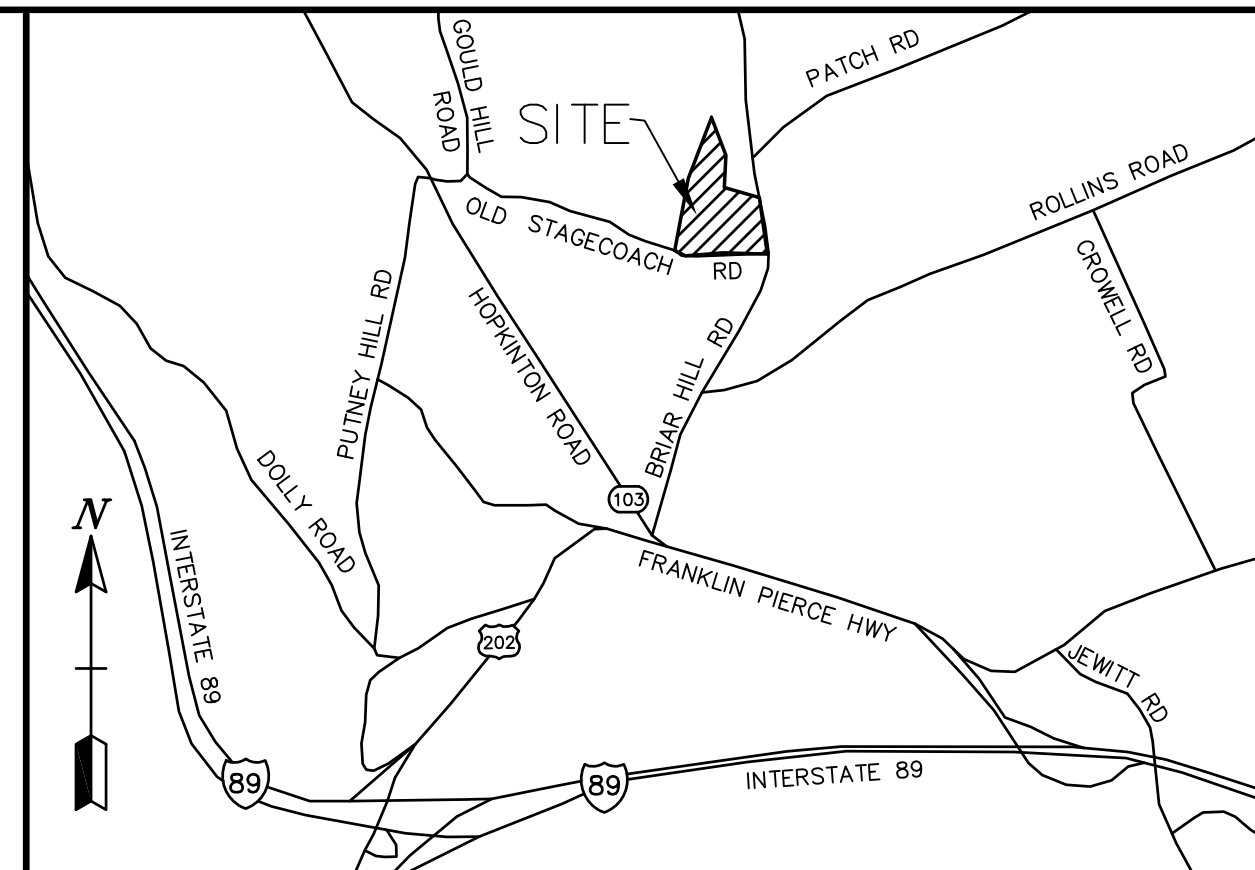 GOULD HILL
ROAD
PATCH RD
SITE
ROLLINS ROAD
OLD STAGECOACH RD
CROWELL RD
PUTNEY HILL RD
HOPKINTON ROAD
BRIAR HILL RD
DOLLY ROAD
103
N
INTERSTATE 89
FRANKLIN PIERCE HWY
202
JEWITT RD
89
89
INTERSTATE 89